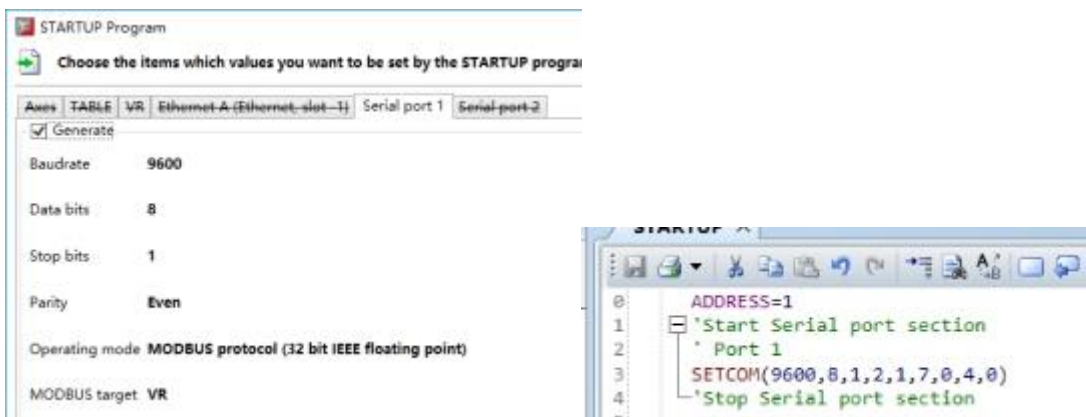 STARTUP Program
Choose the items which values you want to be set by the STARTUP progra
Axes TABLE VR Ethernet A (Ethernet, slot -1) Serial port 1 Serial port 2
Generate
Baudrate 9600
Data bits 8
Stop bits 1
Parity Even
Operating mode MODBUS protocol (32 bit IEEE floating point)
MODBUS target VR
STARTUP
0 ADDRESS=1
1 'Start Serial port section
2 ' Port 1
3 SETCOM(9600,8,1,2,1,7,0,4,0)
4 'Stop Serial port section